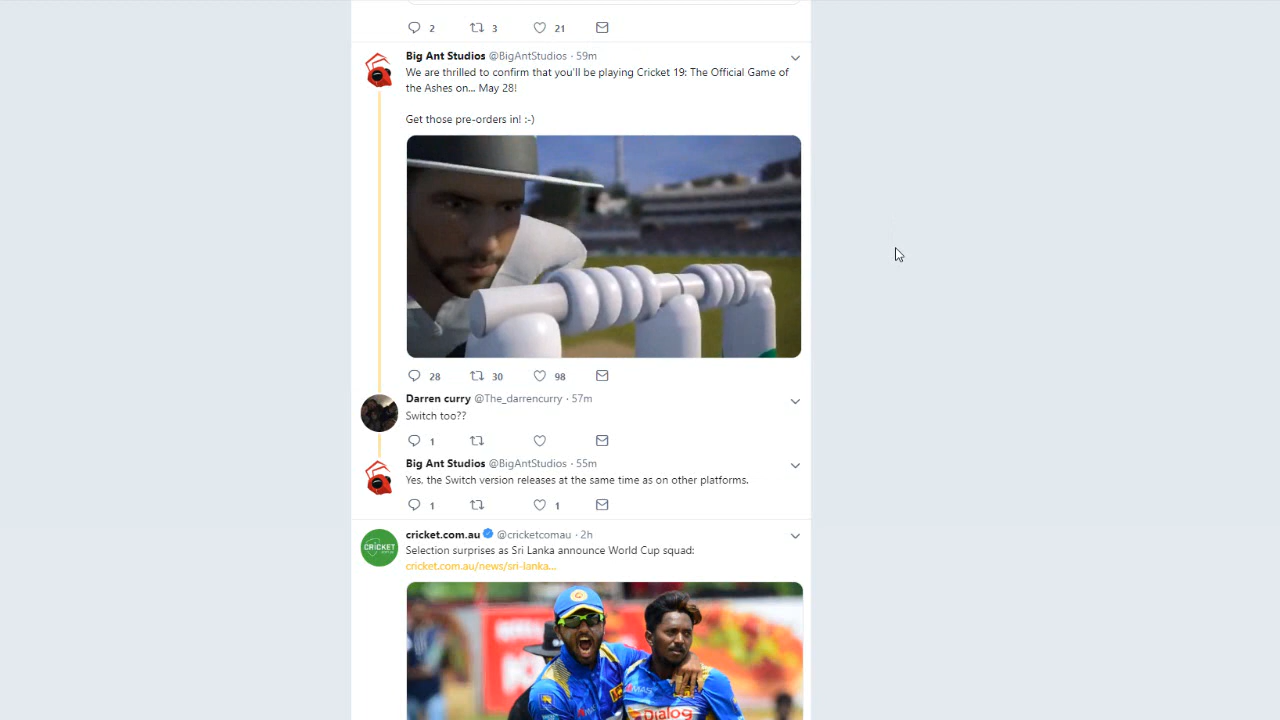 2 3 21
Big Ant Studios @BigAntStudios · 59m
We are thrilled to confirm that you'll be playing Cricket 19: The Official Game of
the Ashes on... May 28!
Get those pre-orders in! :-)
28 30 98
Darren curry @The_darrencurry · 57m
Switch too??
1
Big Ant Studios @BigAntStudios · 55m
Yes, the Switch version releases at the same time as on other platforms.
1 1
cricket.com.au @cricketcomau · 2h
CRICKET
Selection surprises as Sri Lanka announce World Cup squad:
cricket.com.au/news/sri-lanka...
Dialog